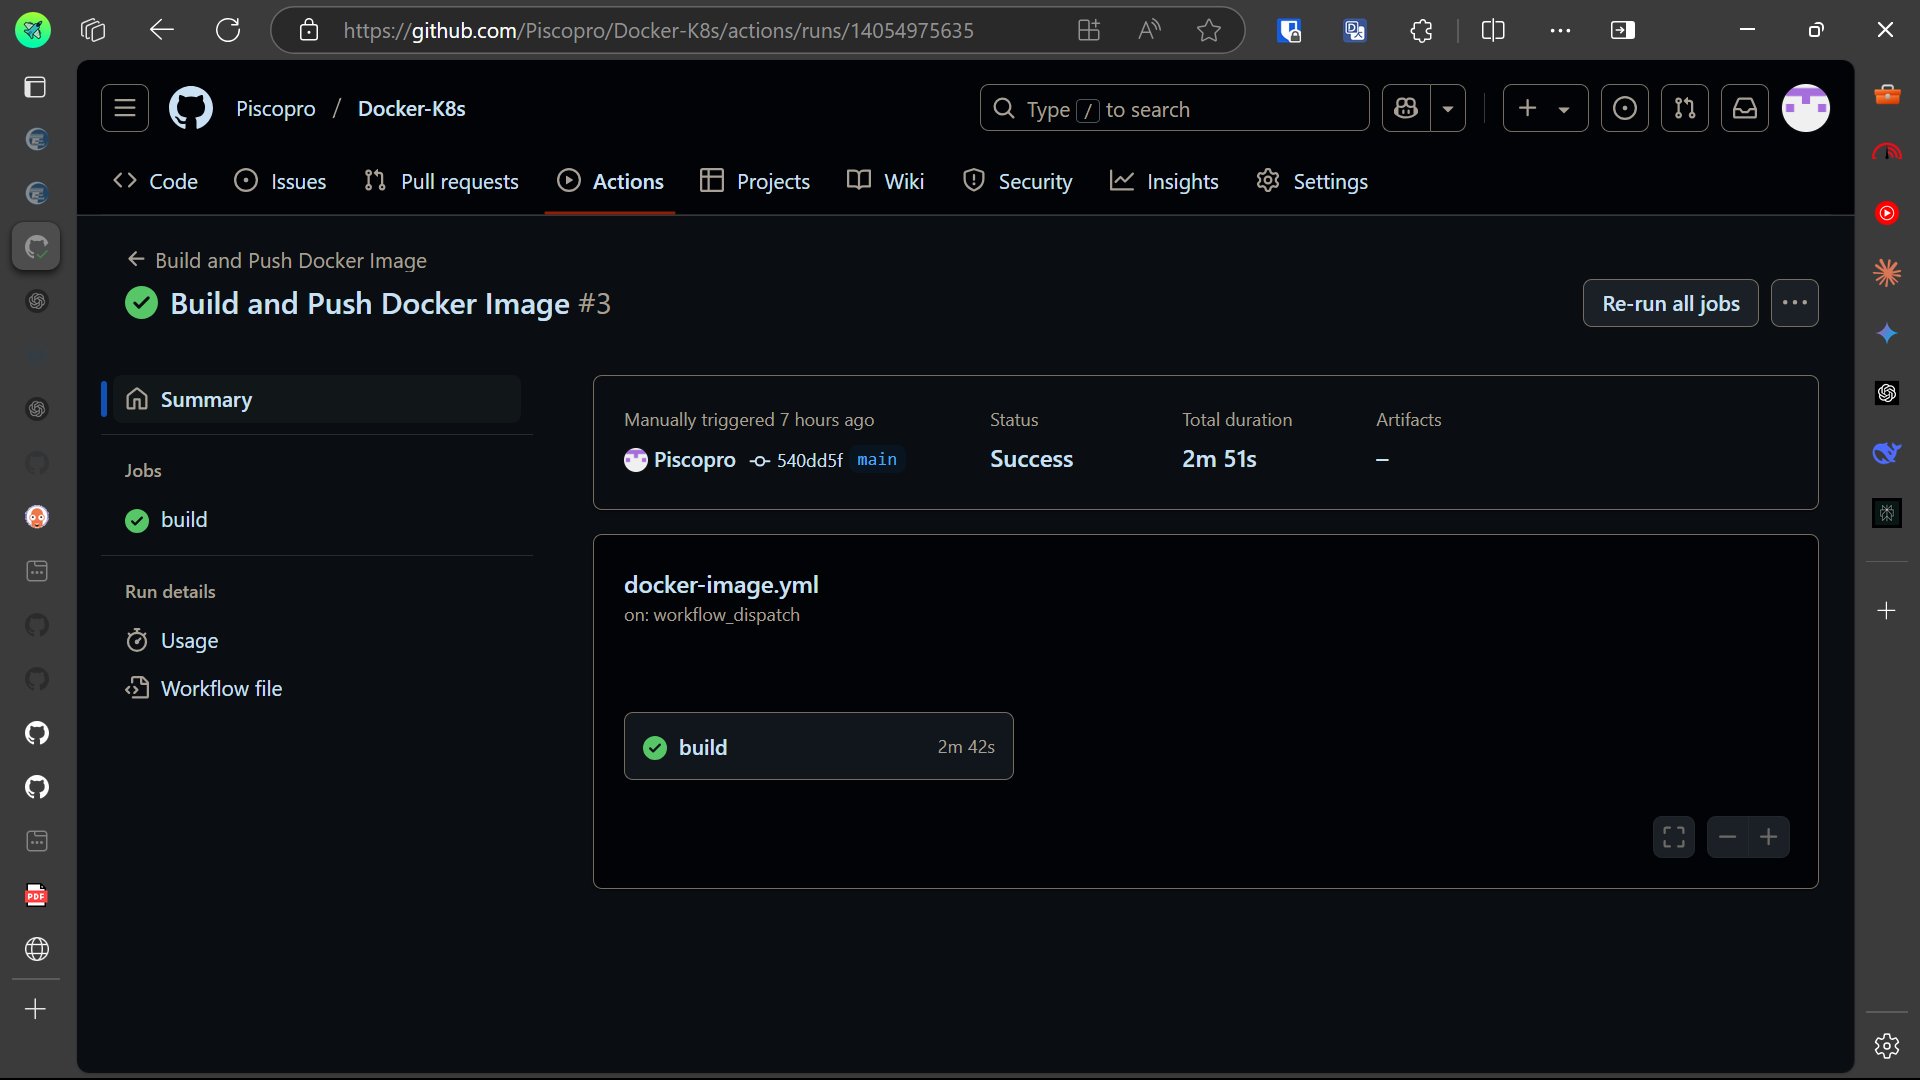 https://github.com/Piscopro/Docker-K8s/actions/runs/14054975635
Piscopro / Docker-K8s
Type / to search
Code
Issues
Pull requests
Actions
Projects
Wiki
Security
Insights
Settings
Build and Push Docker Image
Build and Push Docker Image #3
Re-run all jobs
Summary
Jobs
build
Run details
Usage
Workflow file
Manually triggered 7 hours ago
Piscopro 540dd5f main
Status
Success
Total duration
2m 51s
Artifacts
–
docker-image.yml
on: workflow_dispatch
build 2m 42s
PDF